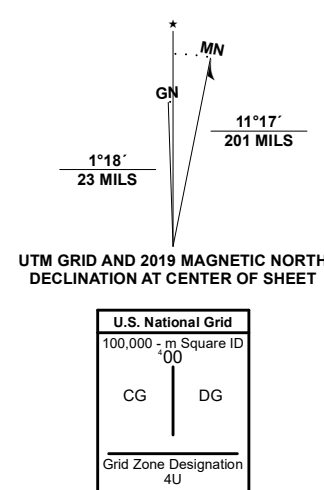 ★
MN
GN
11°17´
201 MILS
1°18´
23 MILS
UTM GRID AND 2019 MAGNETIC NORTH
DECLINATION AT CENTER OF SHEET
U.S. National Grid
100,000 - m Square ID
⁴00
CG DG
Grid Zone Designation
4U